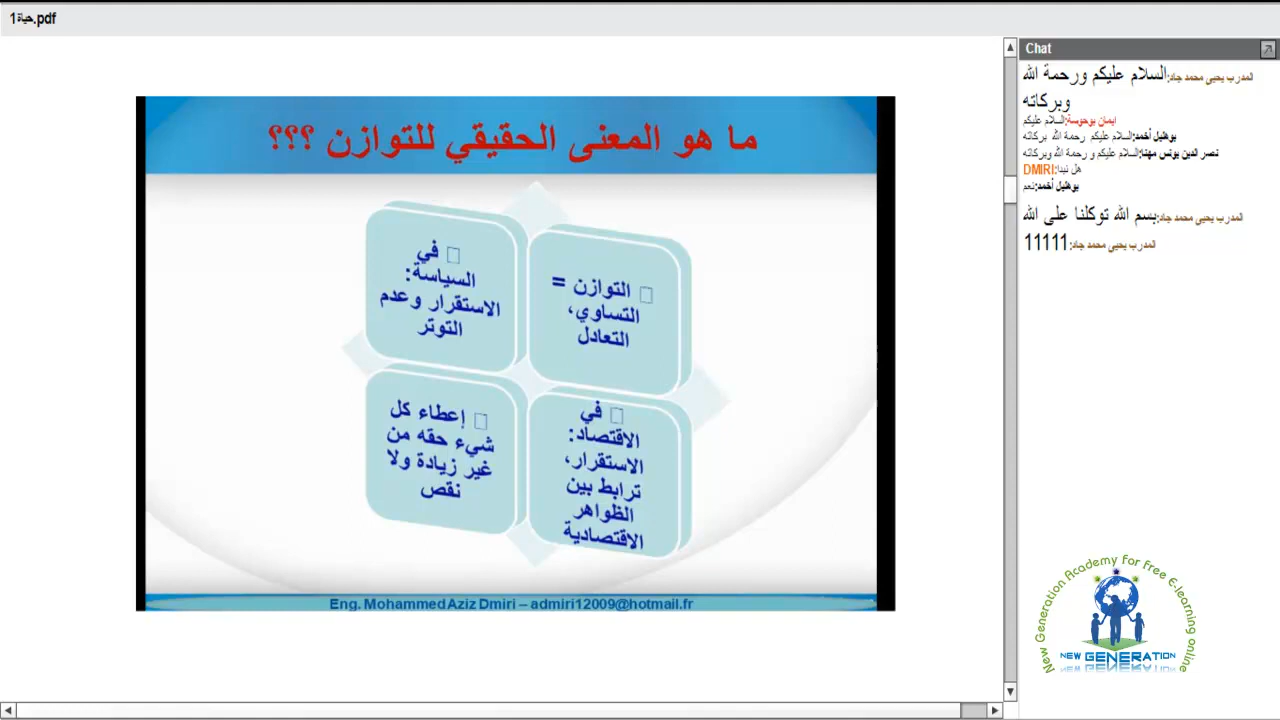 حياة1.pdf
ما هو المعنى الحقيقي للتوازن ؟؟؟
التوازن =
التساوي،
التعادل
في
السياسة:
الاستقرار وعدم
التوتر
في
الاقتصاد:
الاستقرار،
ترابط بين
الظواهر
الاقتصادية
إعطاء كل
شيء حقه من
غير زيادة ولا
نقص
Eng. Mohammed Aziz Dmiri – admiri12009@hotmail.fr
Chat
المدرب يحيى محمد جاد:السلام عليكم ورحمة الله
وبركاته
ايمان بوحوسة:السلام عليكم
بوهليل أحمد:السلام عليكم رحمة الله بركاته
نصر الدين يونس مهنا:السلام عليكم و رحمة الله وبركاته
DMIRI:هل نبدا
بوهليل أحمد:نعم
المدرب يحيى محمد جاد:بسم الله توكلنا على الله
المدرب يحيى محمد جاد:11111
New Generation Academy for Free E-learning online
NEW GENERATION